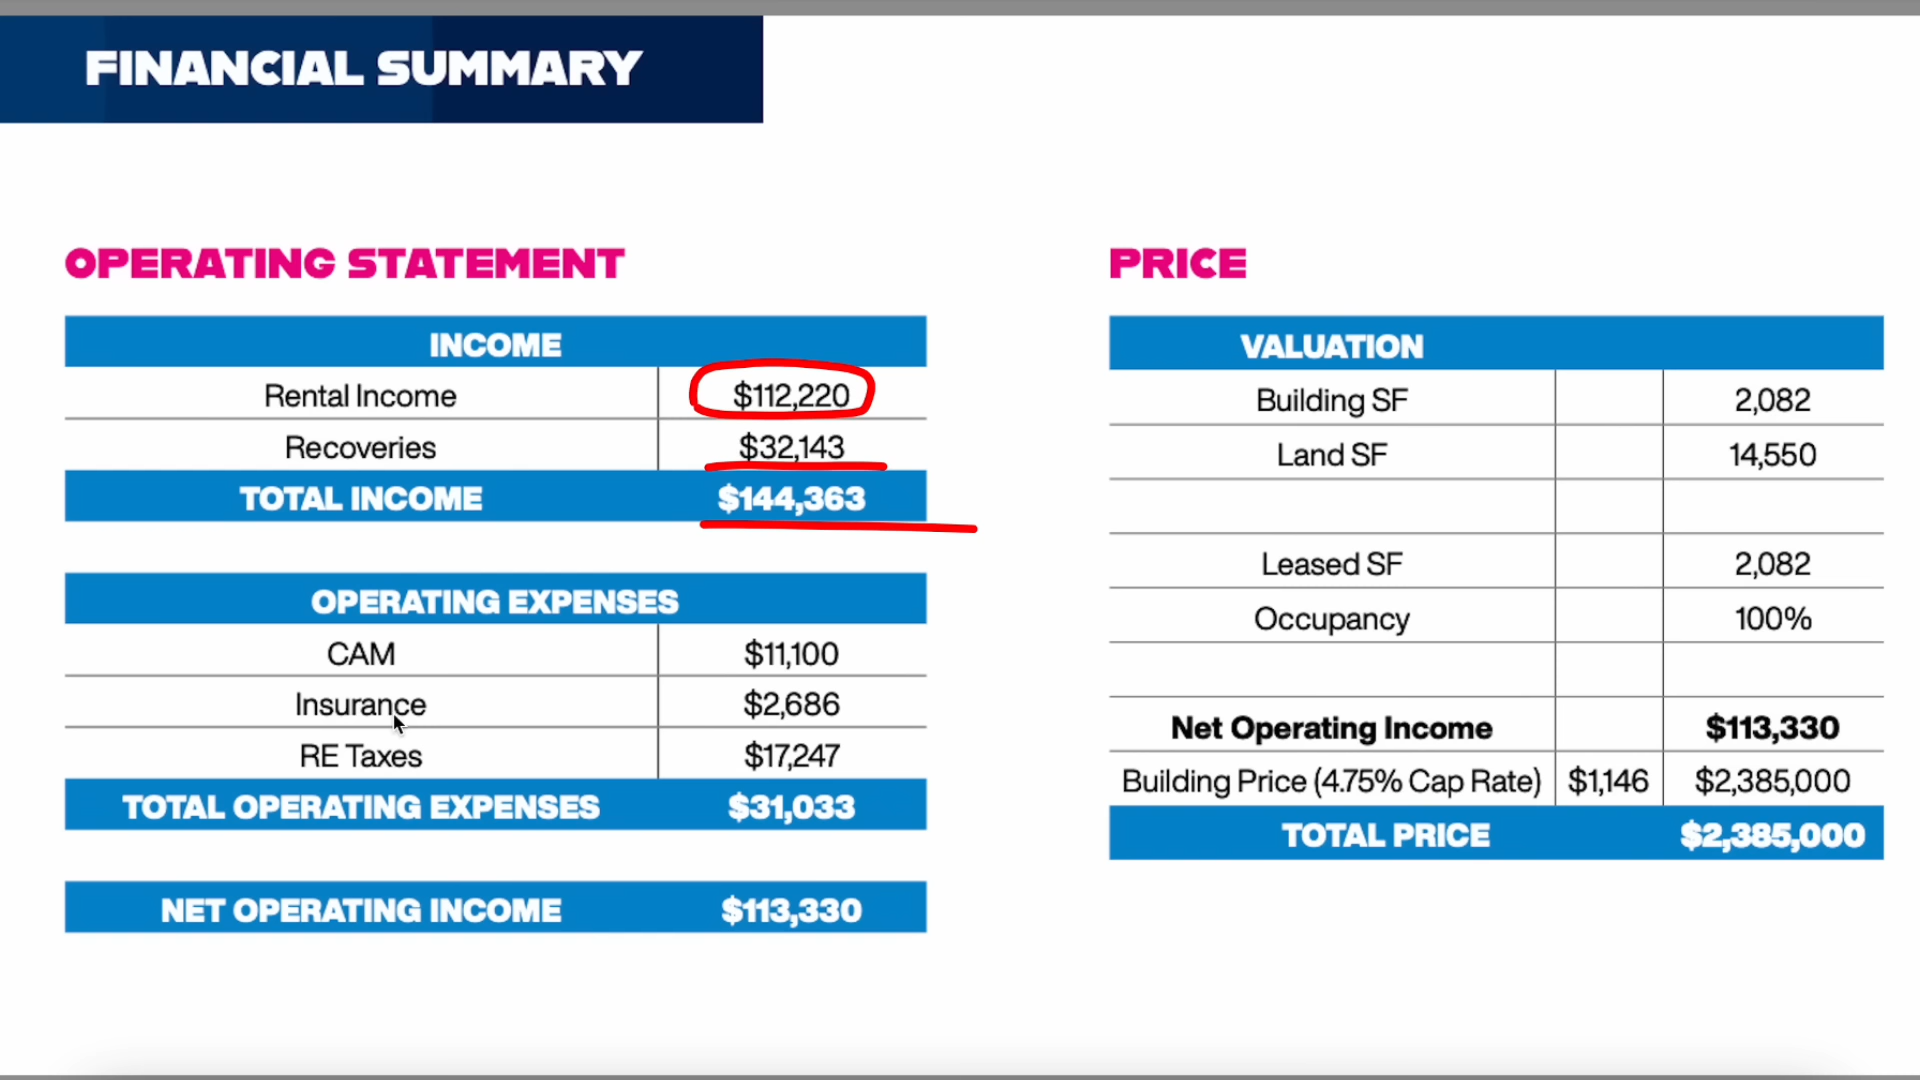 FINANCIAL SUMMARY
OPERATING STATEMENT
INCOME
Rental Income $112,220
Recoveries $32,143
TOTAL INCOME $144,363
OPERATING EXPENSES
CAM $11,100
Insurance $2,686
RE Taxes $17,247
TOTAL OPERATING EXPENSES $31,033
NET OPERATING INCOME $113,330
PRICE
VALUATION
Building SF 2,082
Land SF 14,550
Leased SF 2,082
Occupancy 100%
Net Operating Income $113,330
Building Price (4.75% Cap Rate) $1,146 $2,385,000
TOTAL PRICE $2,385,000